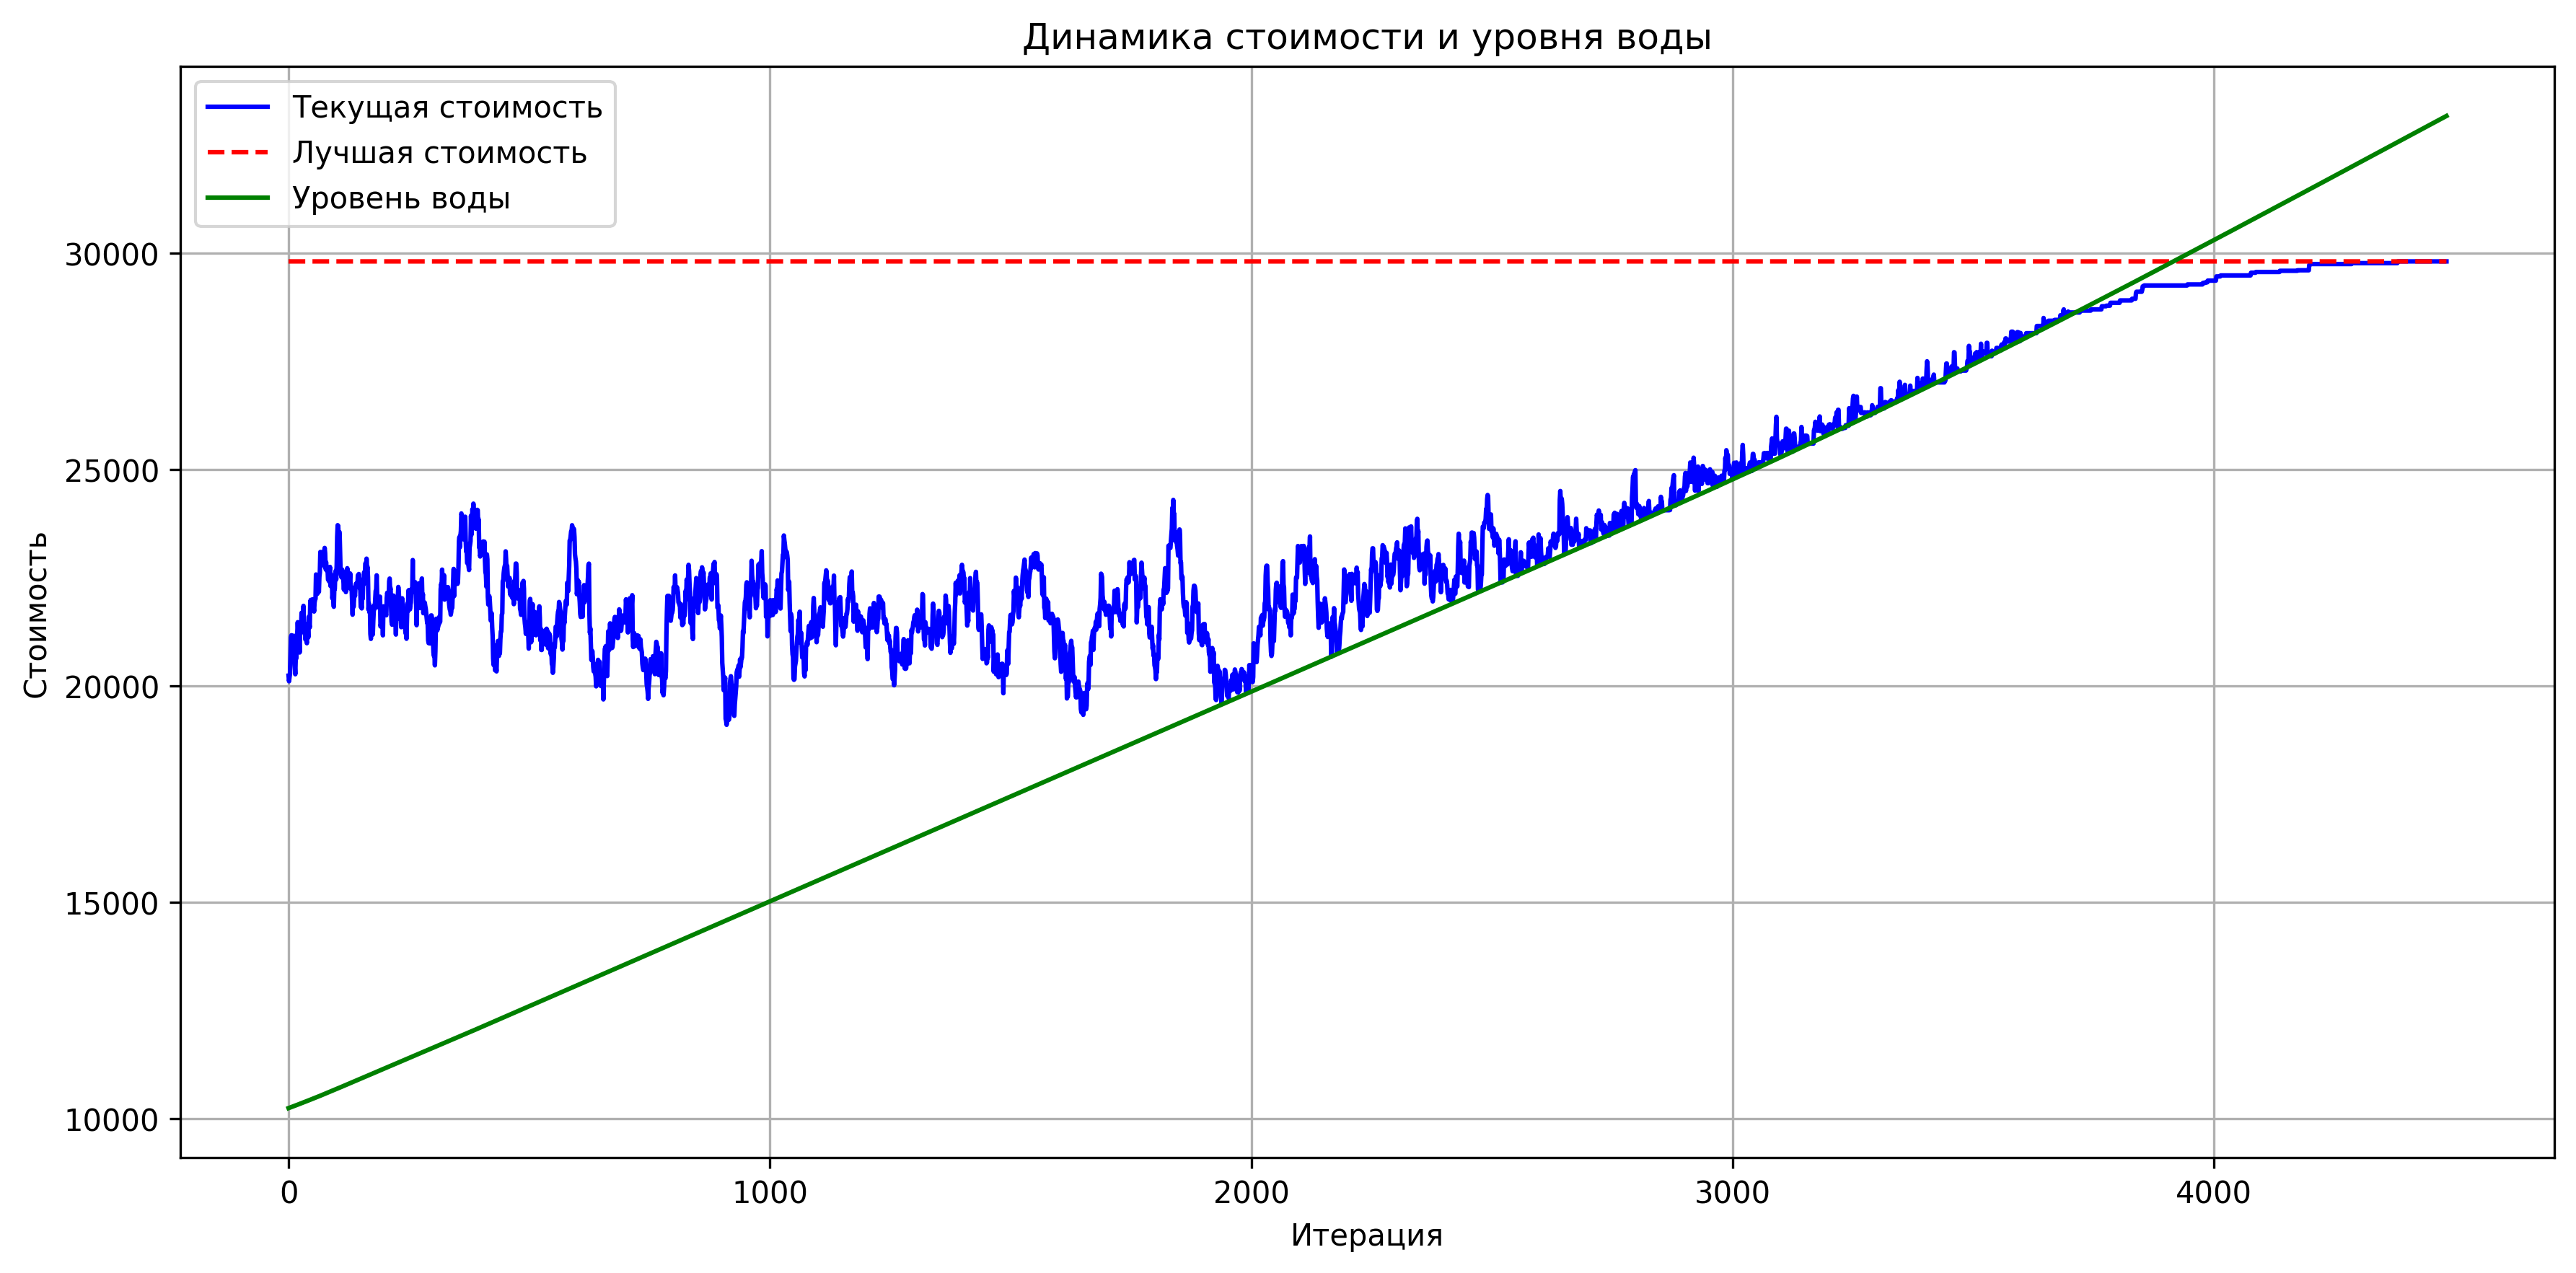 Динамика стоимости и уровня воды
Текущая стоимость
Лучшая стоимость
Уровень воды
Стоимость
30000
25000
20000
15000
10000
0 1000 2000 3000 4000
Итерация